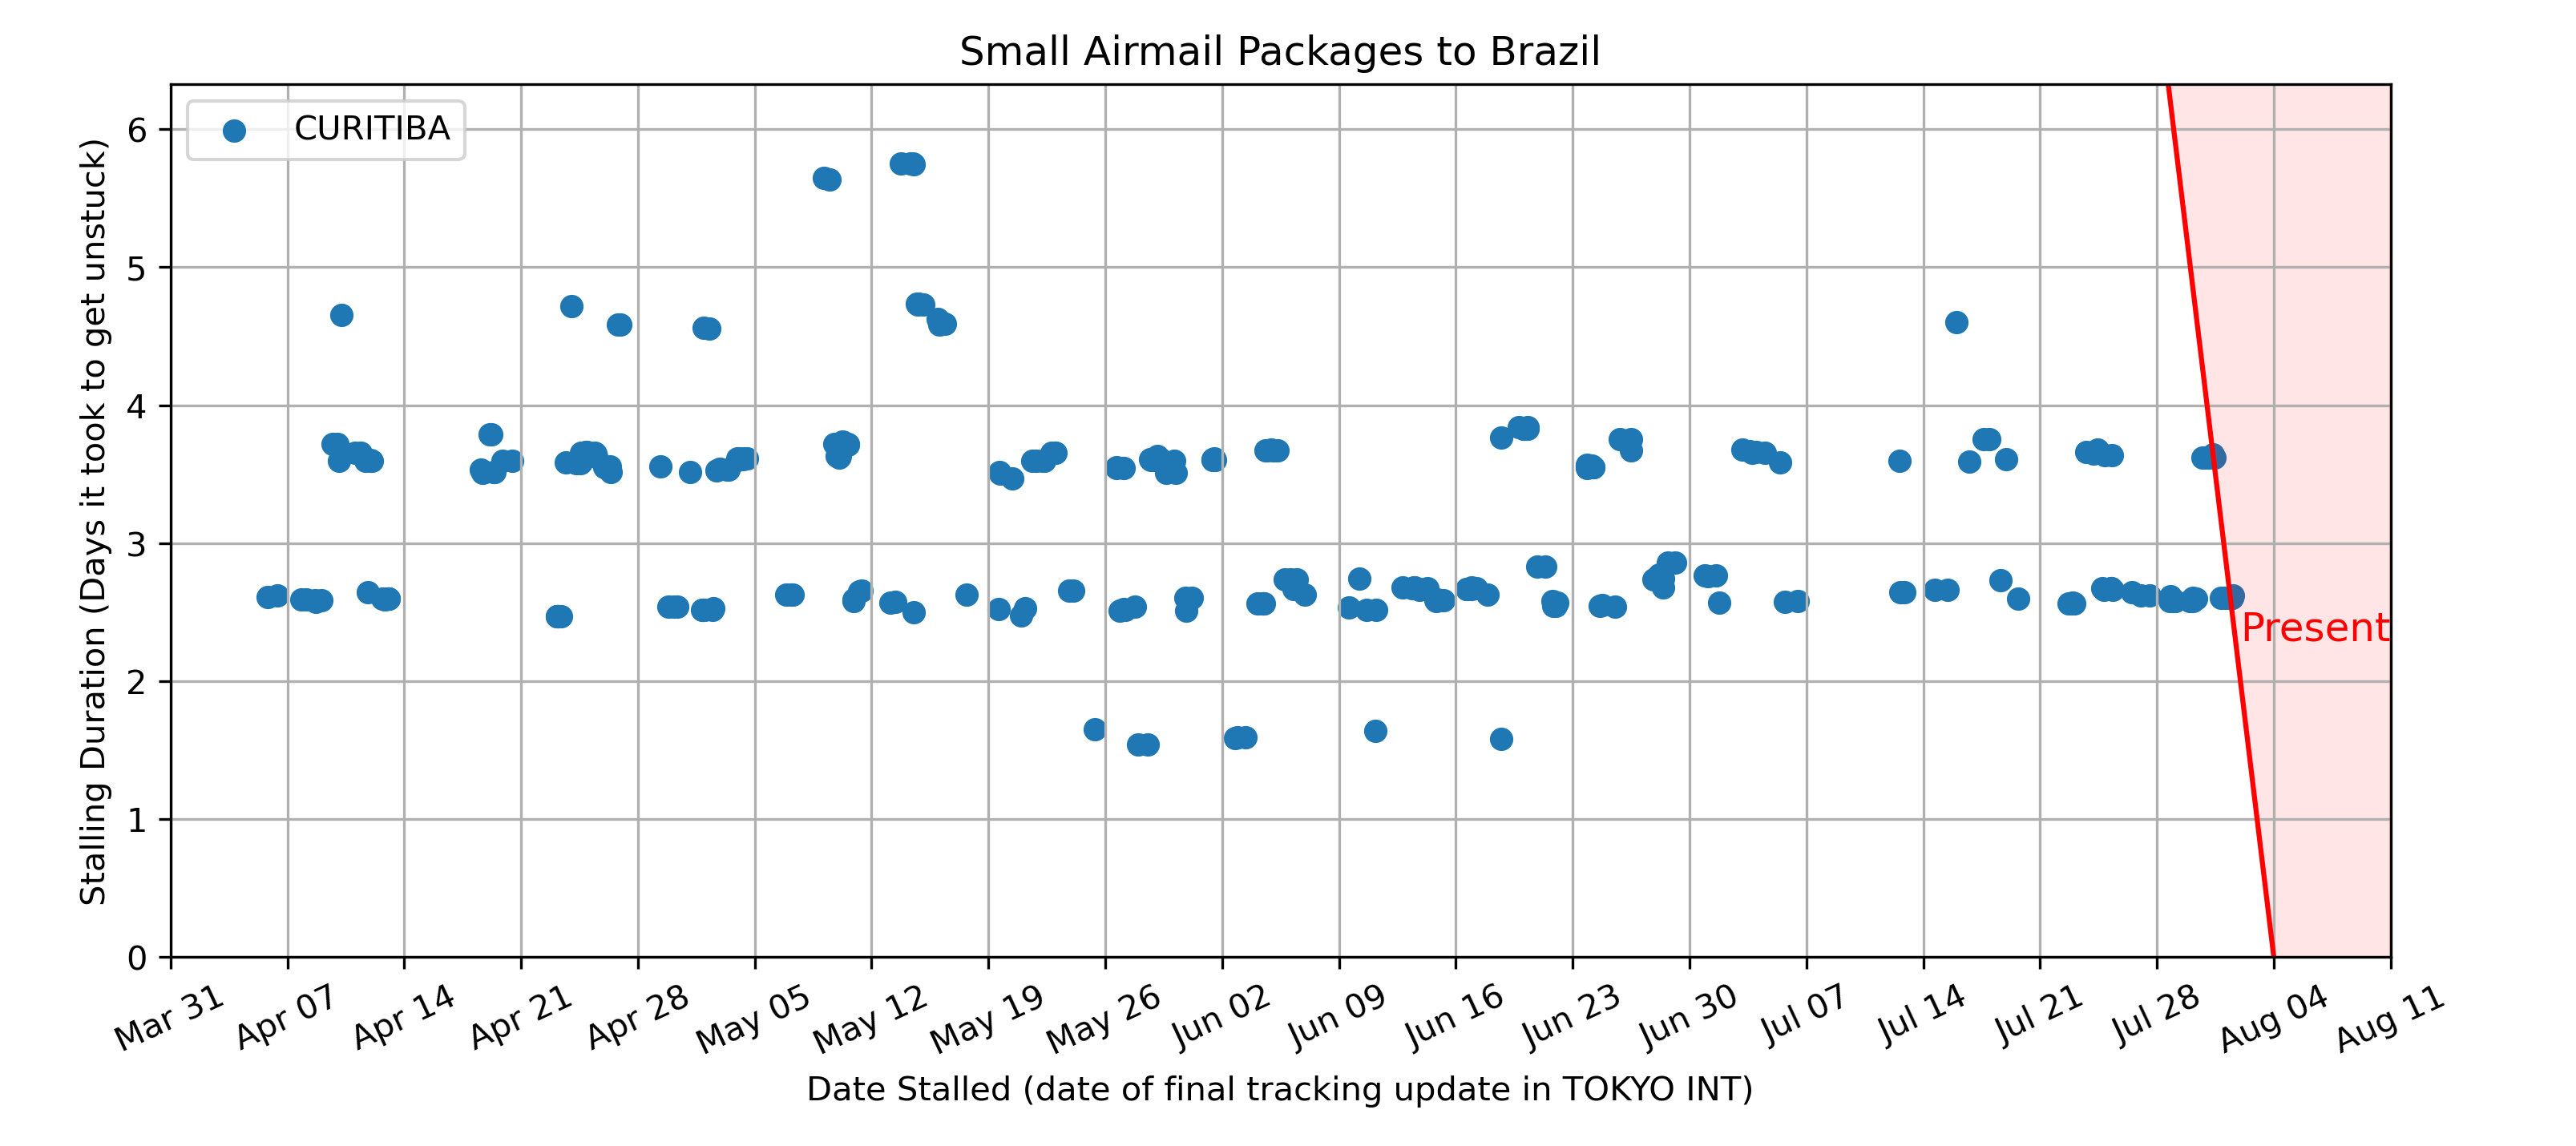 Small Airmail Packages to Brazil
CURITIBA
Stalling Duration (Days it took to get unstuck)
6
5
4
3
2
1
0
Present
Mar 31
Apr 07
Apr 14
Apr 21
Apr 28
May 05
May 12
May 19
May 26
Jun 02
Jun 09
Jun 16
Jun 23
Jun 30
Jul 07
Jul 14
Jul 21
Jul 28
Aug 04
Aug 11
Date Stalled (date of final tracking update in TOKYO INT)